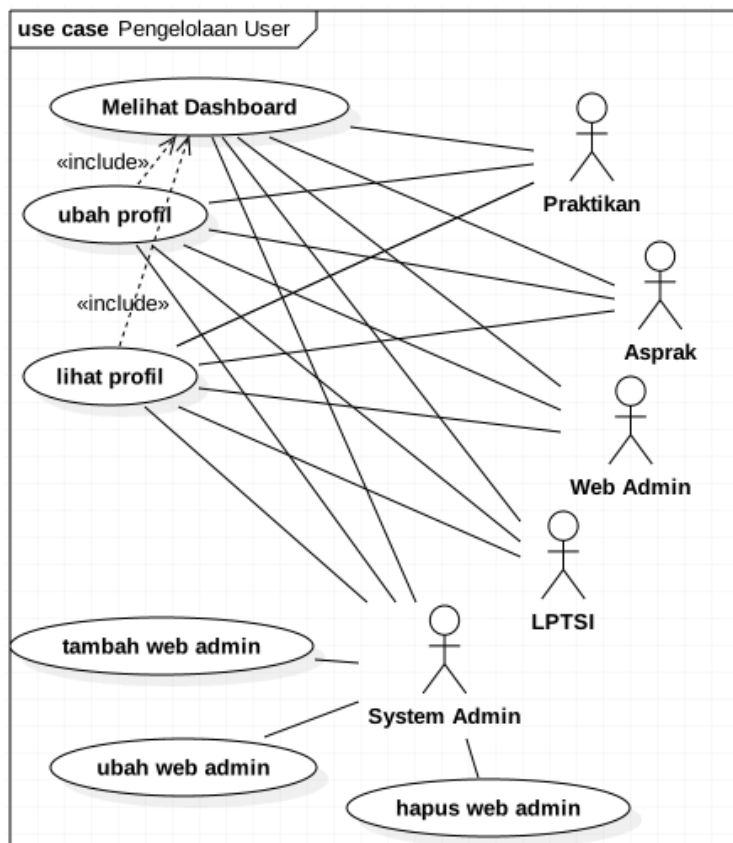 use case Pengelolaan User
Melihat Dashboard
«include»
ubah profil
Praktikan
«include»
lihat profil
Asprak
Web Admin
LPTSI
tambah web admin
System Admin
ubah web admin
hapus web admin